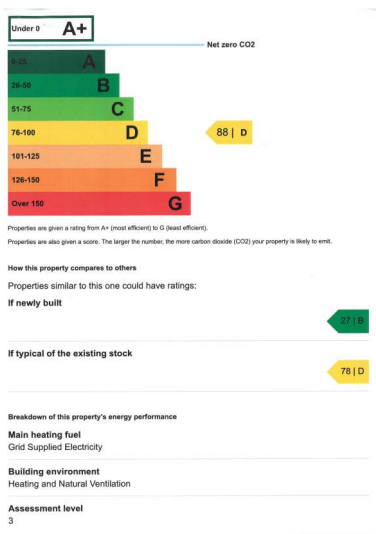 Under 0 A+
Net zero CO2
0-25 A
26-50 B
51-75 C
76-100 D
88 | D
101-125 E
126-150 F
Over 150 G
Properties are given a rating from A+ (most efficient) to G (least efficient).
Properties are also given a score. The larger the number, the more carbon dioxide (CO2) your property is likely to emit.
How this property compares to others
Properties similar to this one could have ratings:
If newly built
27 | B
If typical of the existing stock
78 | D
Breakdown of this property's energy performance
Main heating fuel
Grid Supplied Electricity
Building environment
Heating and Natural Ventilation
Assessment level
3